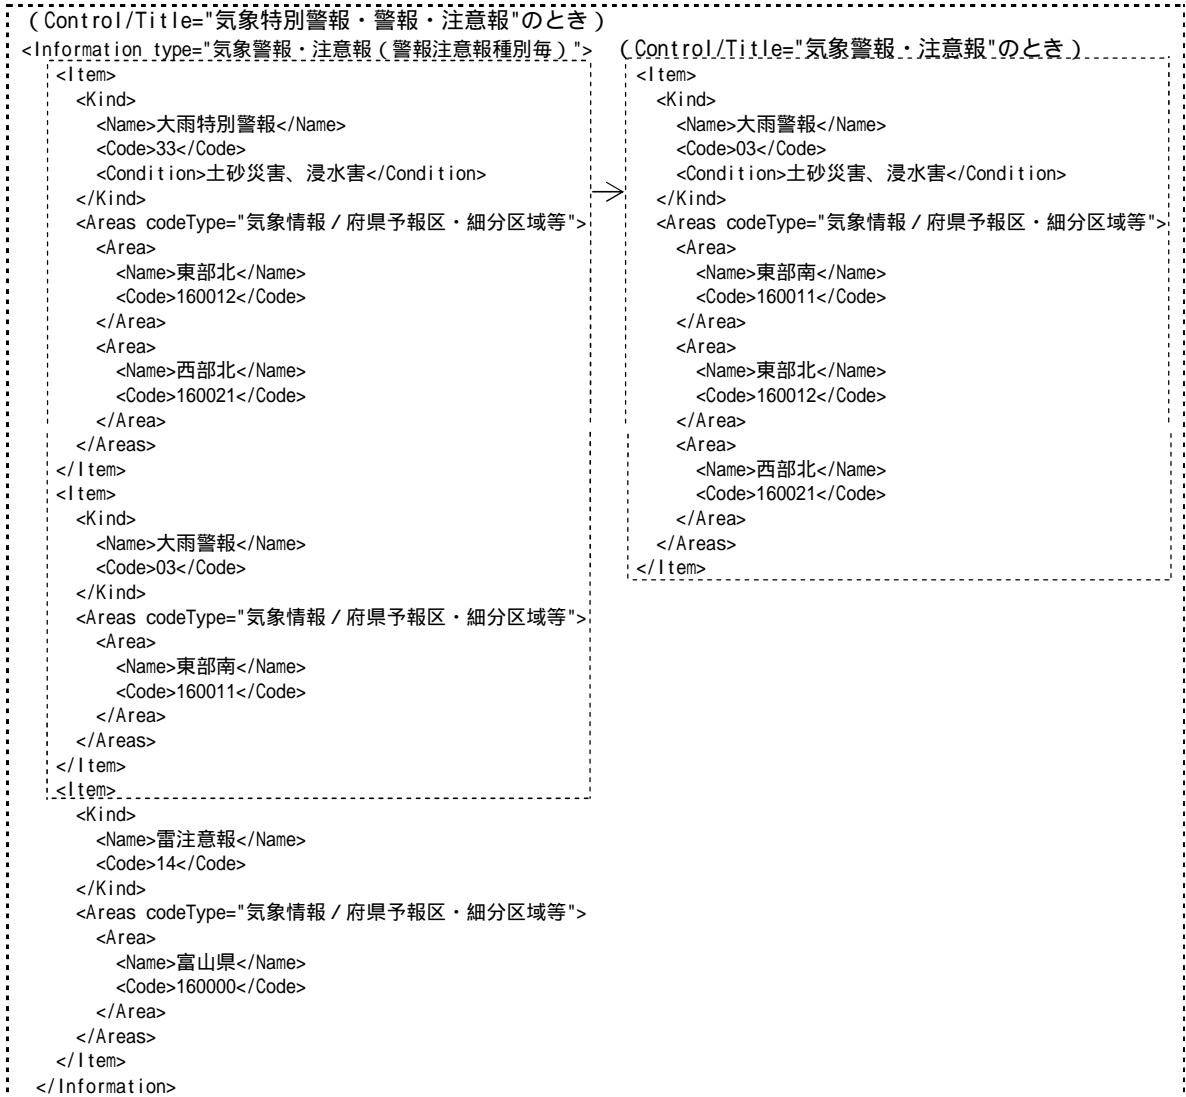 （Control/Title="気象特別警報・警報・注意報"のとき）
<Information type="気象警報・注意報（警報注意報種別毎）">
<Item>
<Kind>
<Name>大雨特別警報</Name>
<Code>33</Code>
<Condition>土砂災害、浸水害</Condition>
</Kind>
<Areas codeType="気象情報／府県予報区・細分区域等">
<Area>
<Name>東部北</Name>
<Code>160012</Code>
</Area>
<Area>
<Name>西部北</Name>
<Code>160021</Code>
</Area>
</Areas>
</Item>
<Item>
<Kind>
<Name>大雨警報</Name>
<Code>03</Code>
</Kind>
<Areas codeType="気象情報／府県予報区・細分区域等">
<Area>
<Name>東部南</Name>
<Code>160011</Code>
</Area>
</Areas>
</Item>
<Item>
<Kind>
<Name>雷注意報</Name>
<Code>14</Code>
</Kind>
<Areas codeType="気象情報／府県予報区・細分区域等">
<Area>
<Name>富山県</Name>
<Code>160000</Code>
</Area>
</Areas>
</Item>
</Information>
（Control/Title="気象警報・注意報"のとき）
<Item>
<Kind>
<Name>大雨警報</Name>
<Code>03</Code>
<Condition>土砂災害、浸水害</Condition>
</Kind>
<Areas codeType="気象情報／府県予報区・細分区域等">
<Area>
<Name>東部南</Name>
<Code>160011</Code>
</Area>
<Area>
<Name>東部北</Name>
<Code>160012</Code>
</Area>
<Area>
<Name>西部北</Name>
<Code>160021</Code>
</Area>
</Areas>
</Item>